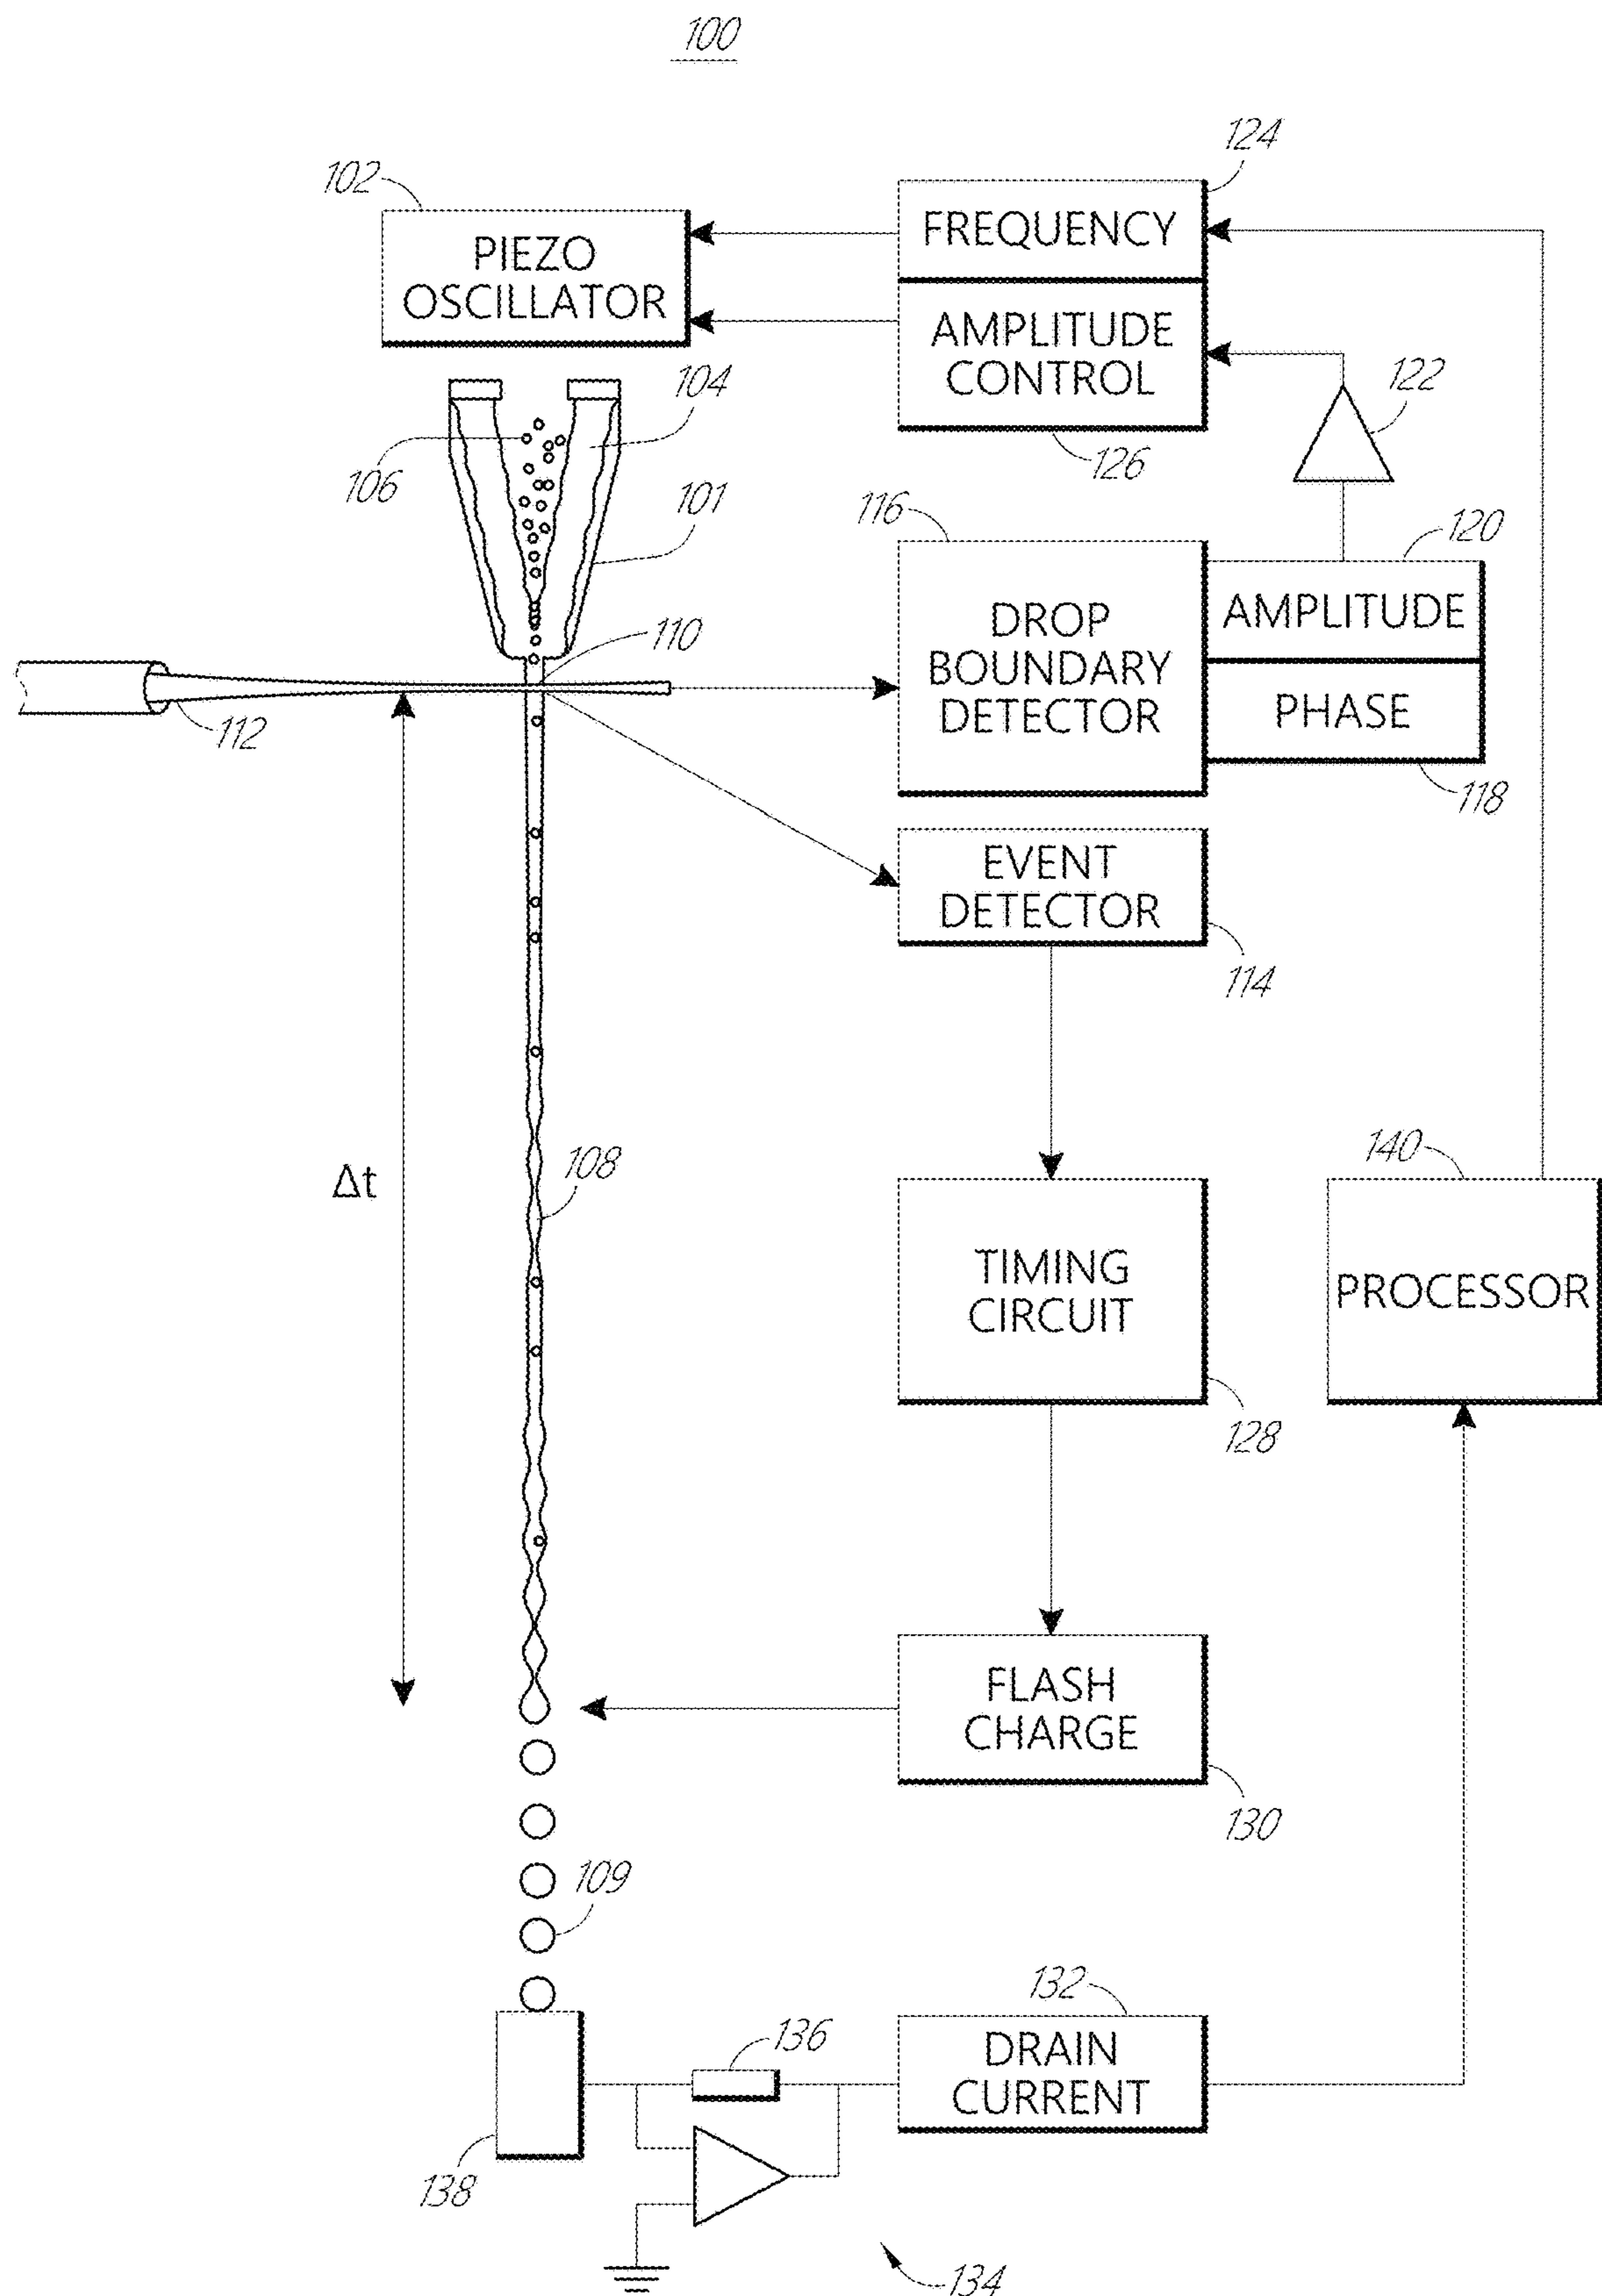 100
124
102
FREQUENCY
PIEZO
OSCILLATOR
AMPLITUDE
CONTROL
104
122
106
126
101
116
120
DROP
BOUNDARY
DETECTOR
AMPLITUDE
110
PHASE
112
118
EVENT
DETECTOR
114
140
108
Δt
TIMING
CIRCUIT
PROCESSOR
128
FLASH
CHARGE
130
109
132
136
DRAIN
CURRENT
138
134